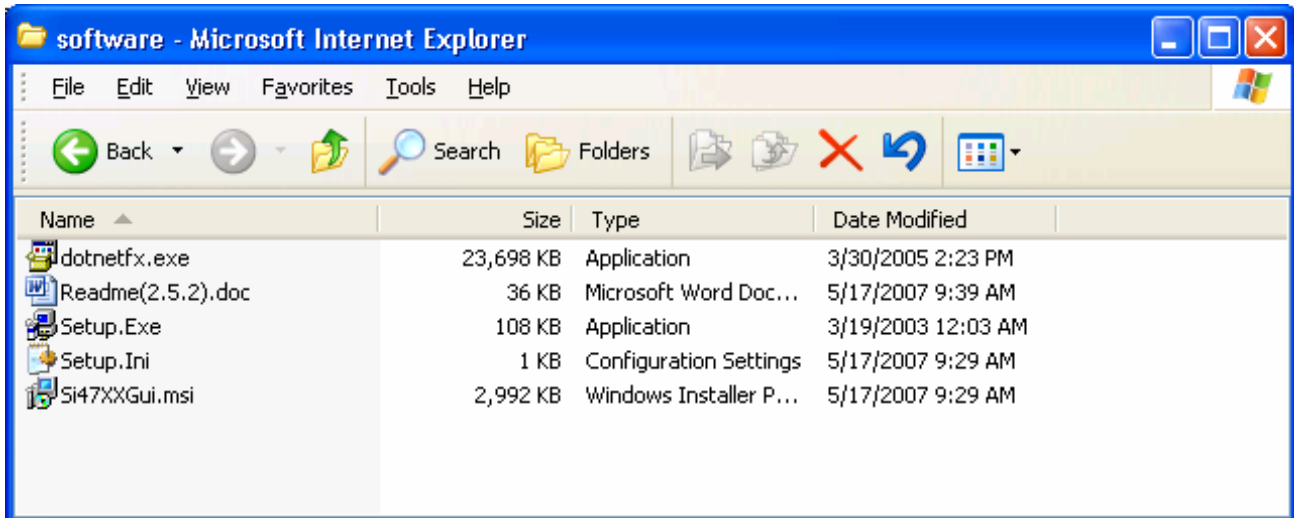 software - Microsoft Internet Explorer
File Edit View Favorites Tools Help
Back Search Folders
Name Size Type Date Modified
dotnetfx.exe 23,698 KB Application 3/30/2005 2:23 PM
Readme(2.5.2).doc 36 KB Microsoft Word Doc... 5/17/2007 9:39 AM
Setup.Exe 108 KB Application 3/19/2003 12:03 AM
Setup.Ini 1 KB Configuration Settings 5/17/2007 9:29 AM
Si47XXGui.msi 2,992 KB Windows Installer P... 5/17/2007 9:29 AM